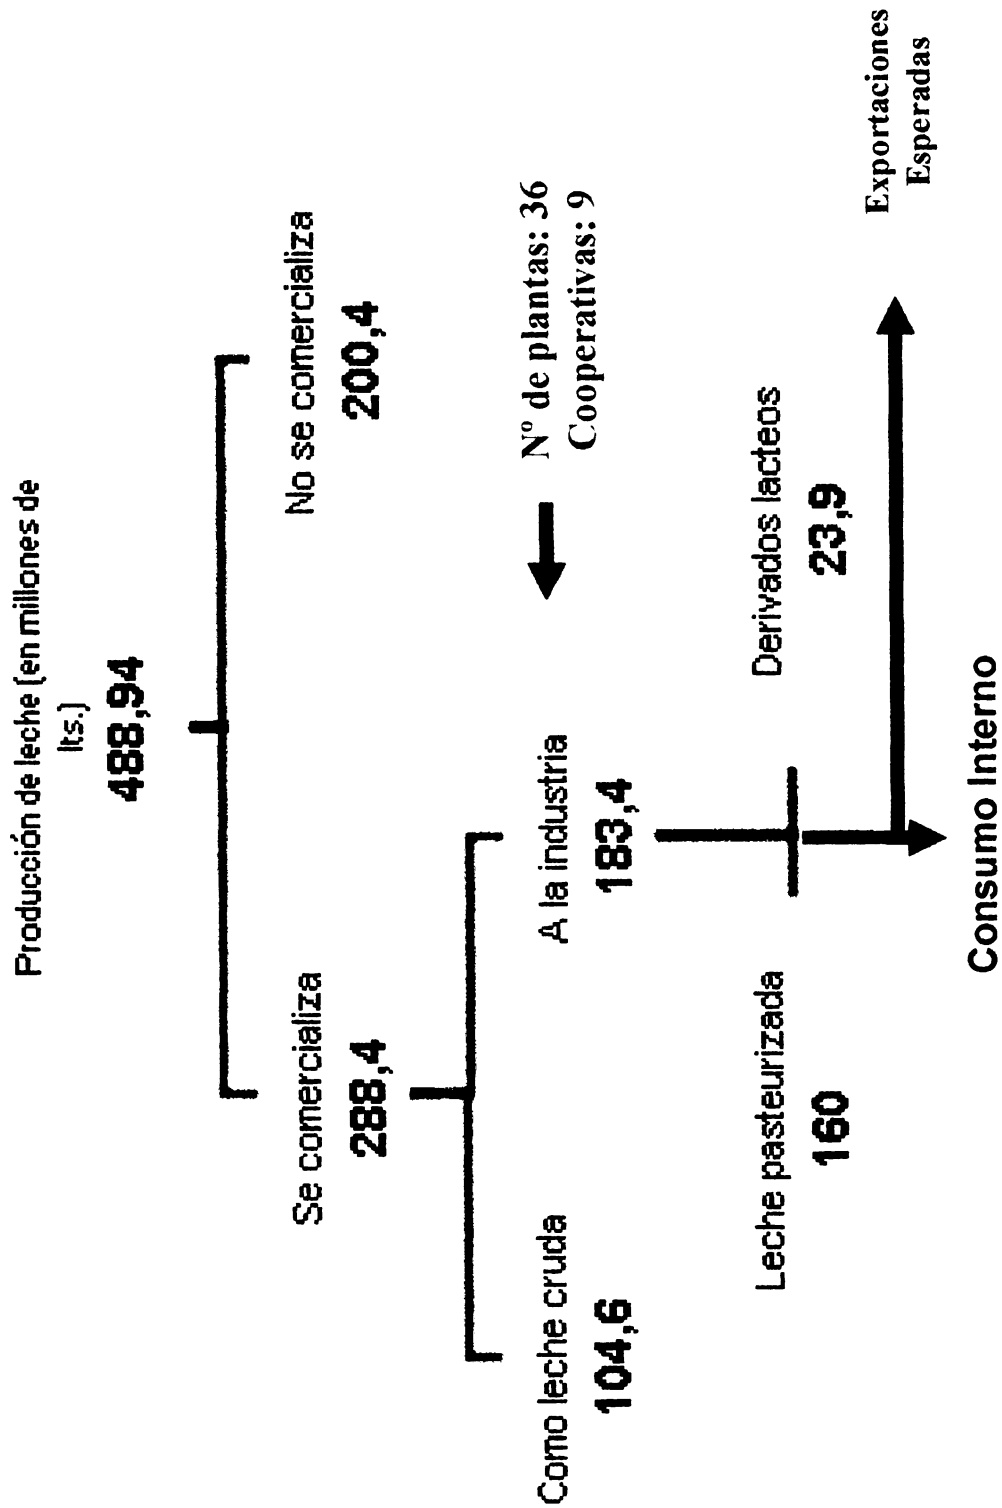 Producción de leche (en millones de
lts.)
488,94
Se comercializa
288,4
No se comercializa
200,4
Como leche cruda
104,6
A la industria
183,4
Nº de plantas: 36
Cooperativas: 9
Leche pasteurizada
160
Derivados lacteos
23,9
Exportaciones
Esperadas
Consumo Interno